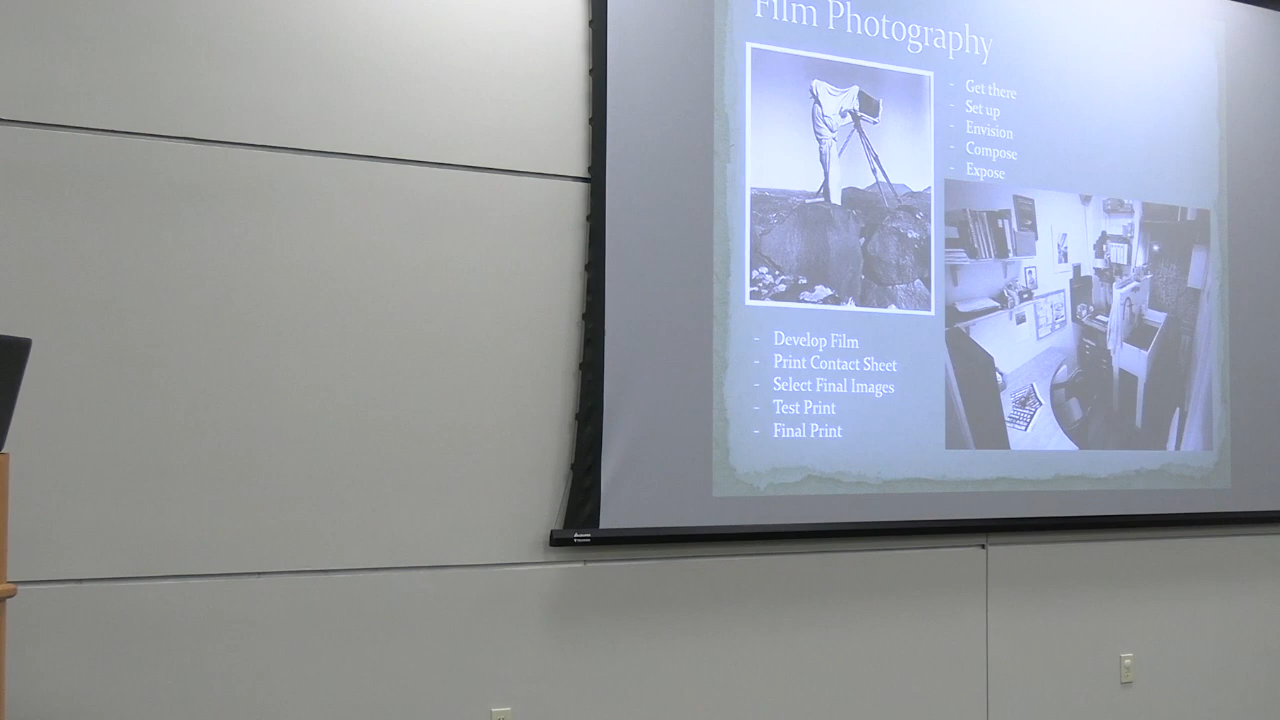 Film Photography
- Get there
- Set up
- Envision
- Compose
- Expose
- Develop Film
- Print Contact Sheet
- Select Final Images
- Test Print
- Final Print